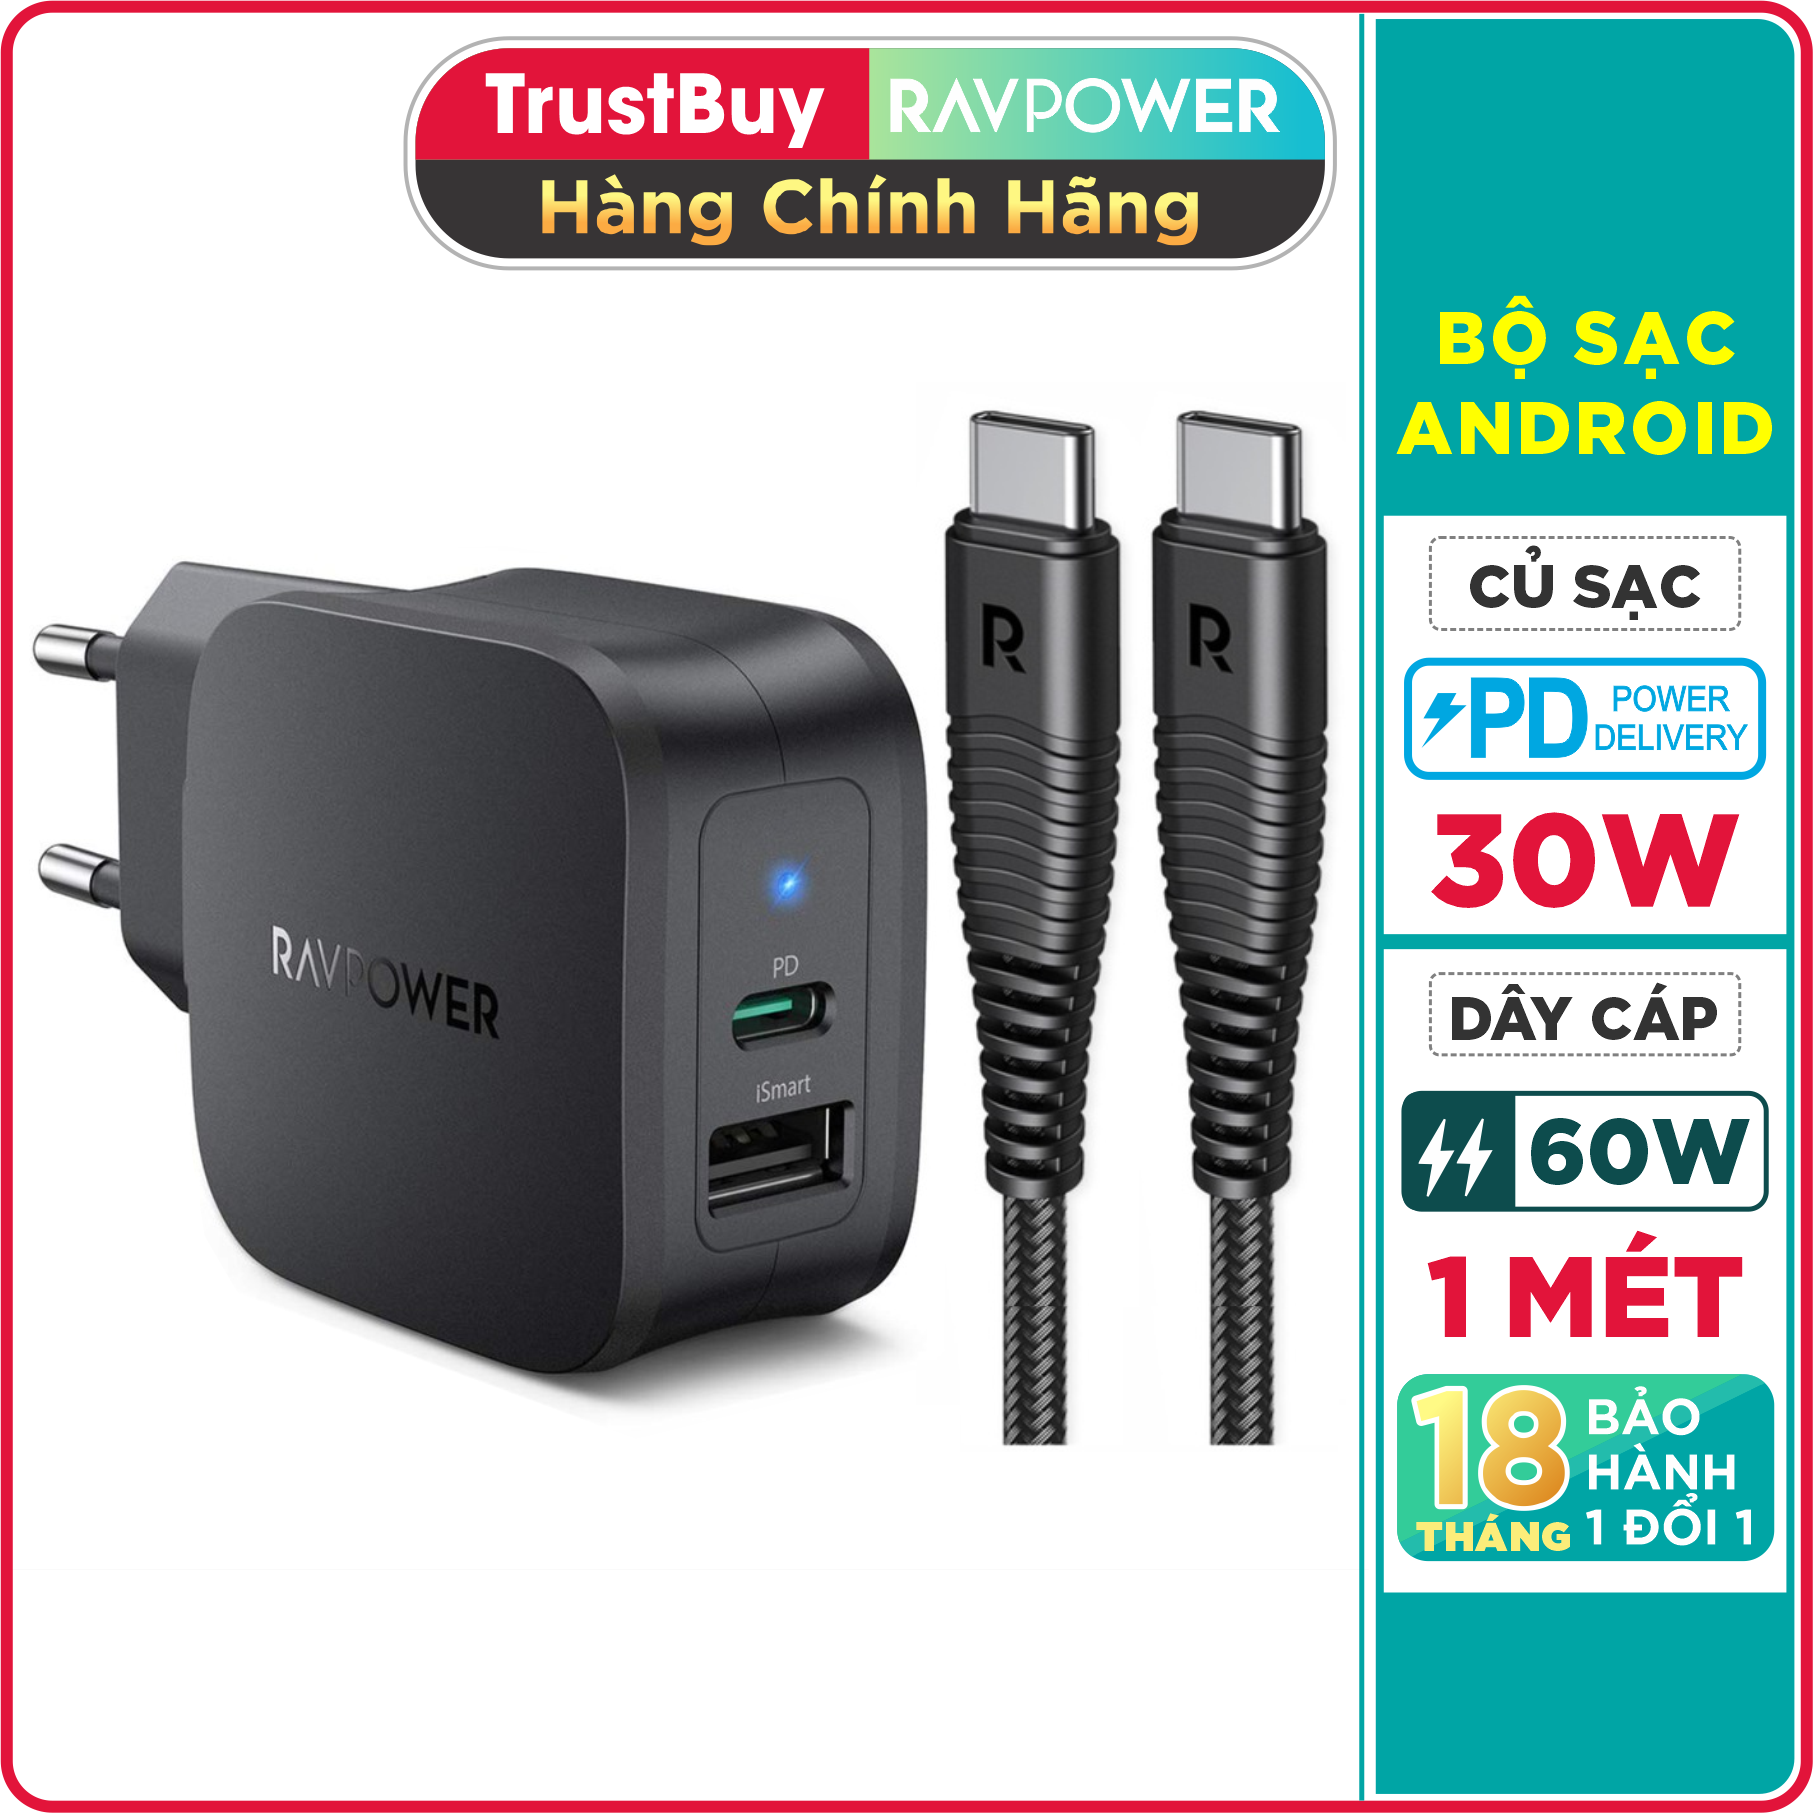 TrustBuy RAVPOWER
Hàng Chính Hãng
BỘ SẠC
ANDROID
CỦ SẠC
PD POWER
DELIVERY
30W
DÂY CÁP
60W
1 MÉT
18 THÁNG
BẢO
HÀNH
1 ĐỔI 1
RAVPOWER
PD
iSmart
R
R